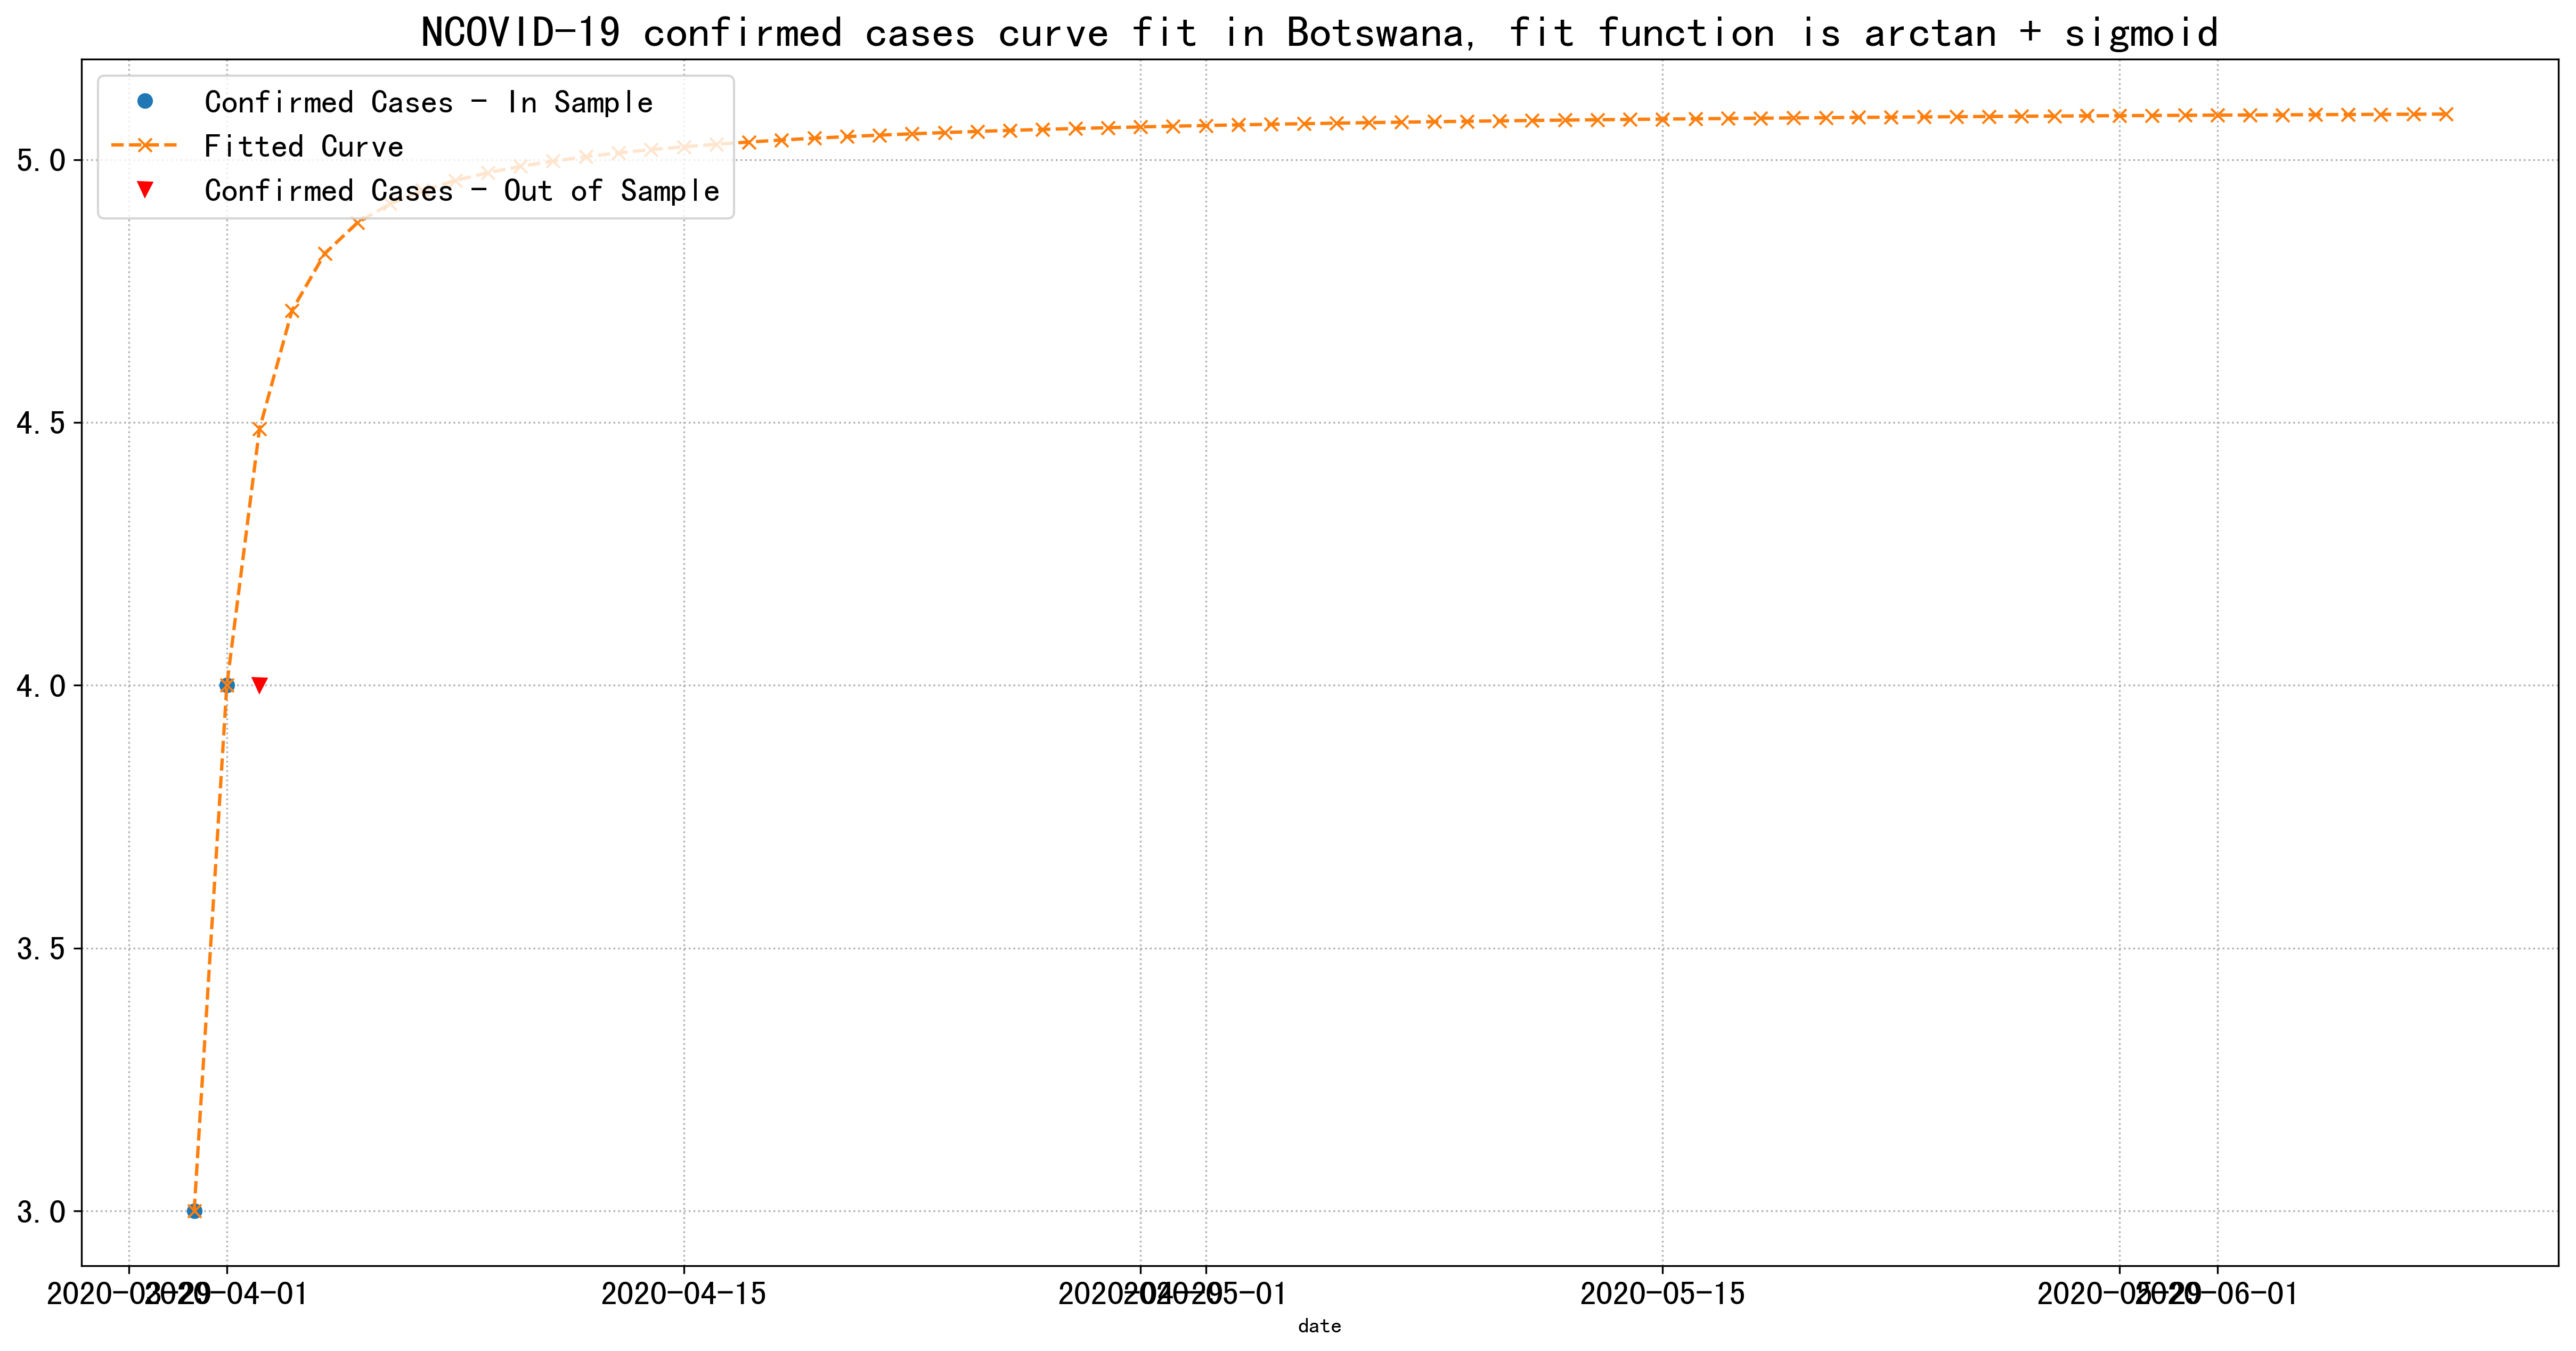 NCOVID-19 confirmed cases curve fit in Botswana, fit function is arctan + sigmoid
Confirmed Cases - In Sample
Fitted Curve
Confirmed Cases - Out of Sample
5.0
4.5
4.0
3.5
3.0
2020-03-29 2020-04-01 2020-04-15 2020-04-29 2020-05-01 2020-05-15 2020-05-29 2020-06-01
date